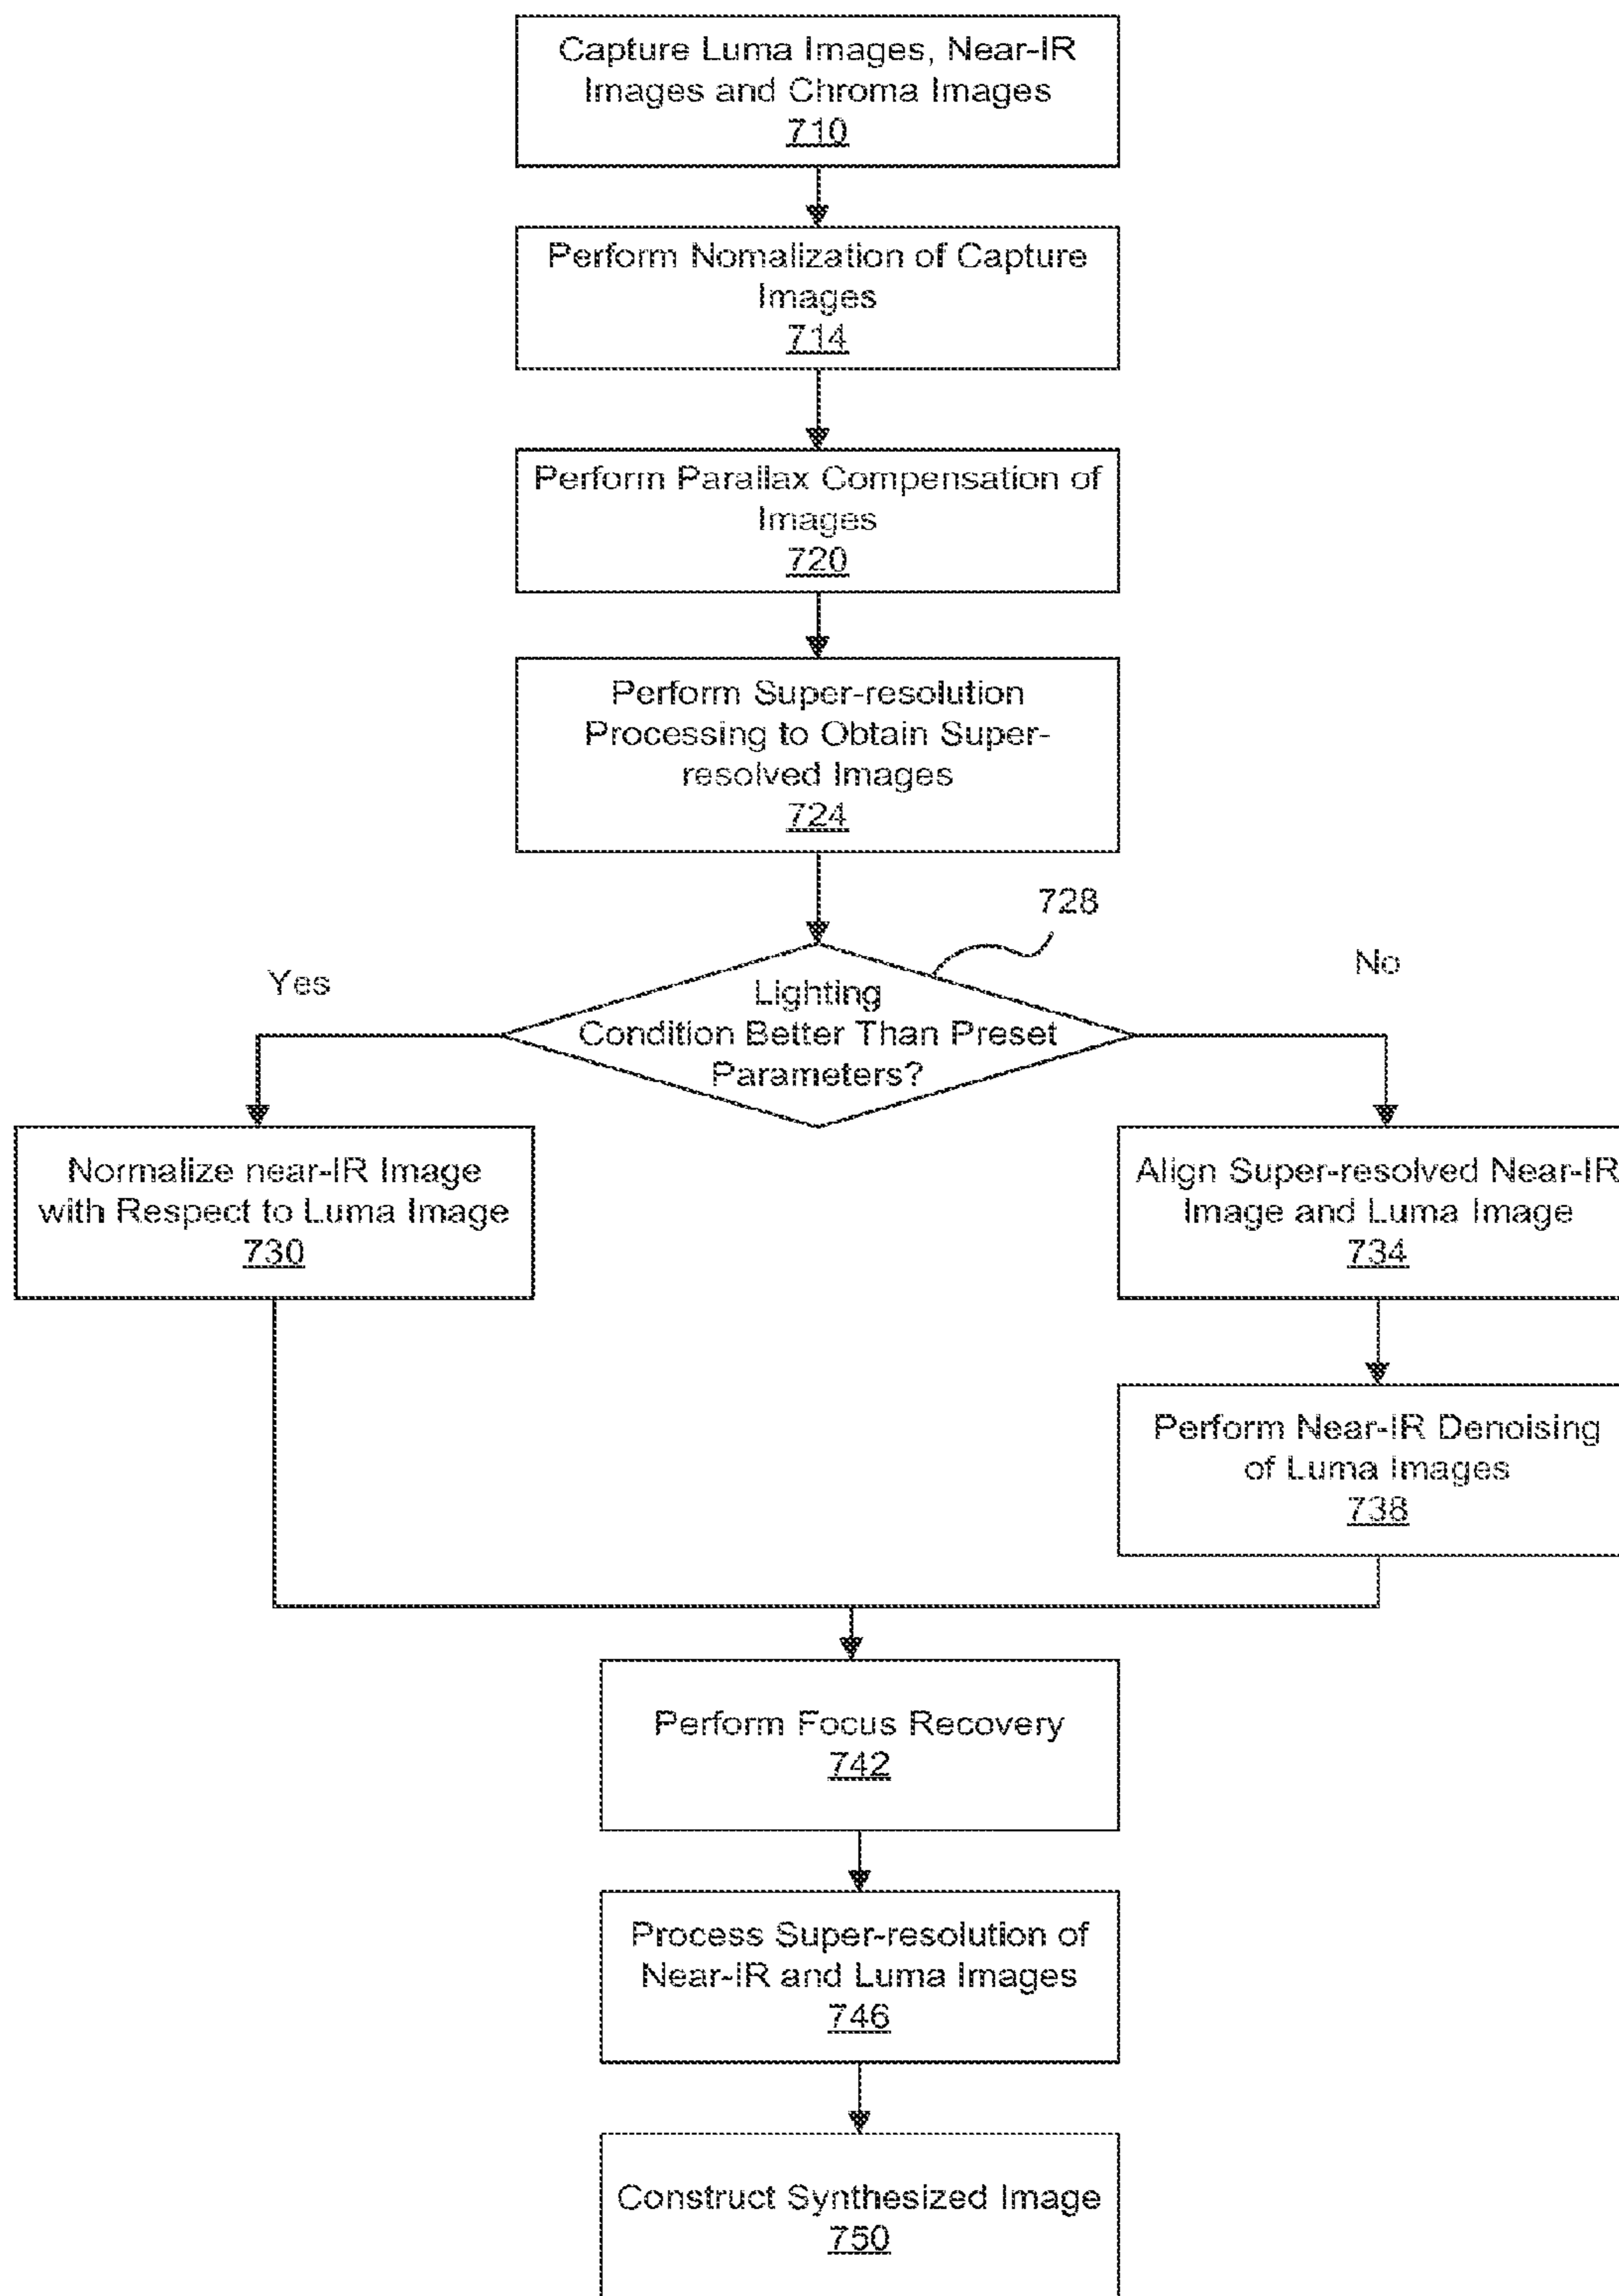 Capture Luma Images, Near-IR
Images and Chroma Images
710
Perform Nomalization of Capture
Images
714
Perform Parallax Compensation of
Images
720
Perform Super-resolution
Processing to Obtain Super-
resolved Images
724
728
Yes
No
Lighting
Condition Better Than Preset
Parameters?
Normalize near-IR Image
with Respect to Luma Image
730
Align Super-resolved Near-IR
Image and Luma Image
734
Perform Near-IR Denoising
of Luma Images
738
Perform Focus Recovery
742
Process Super-resolution of
Near-IR and Luma Images
746
Construct Synthesized Image
750